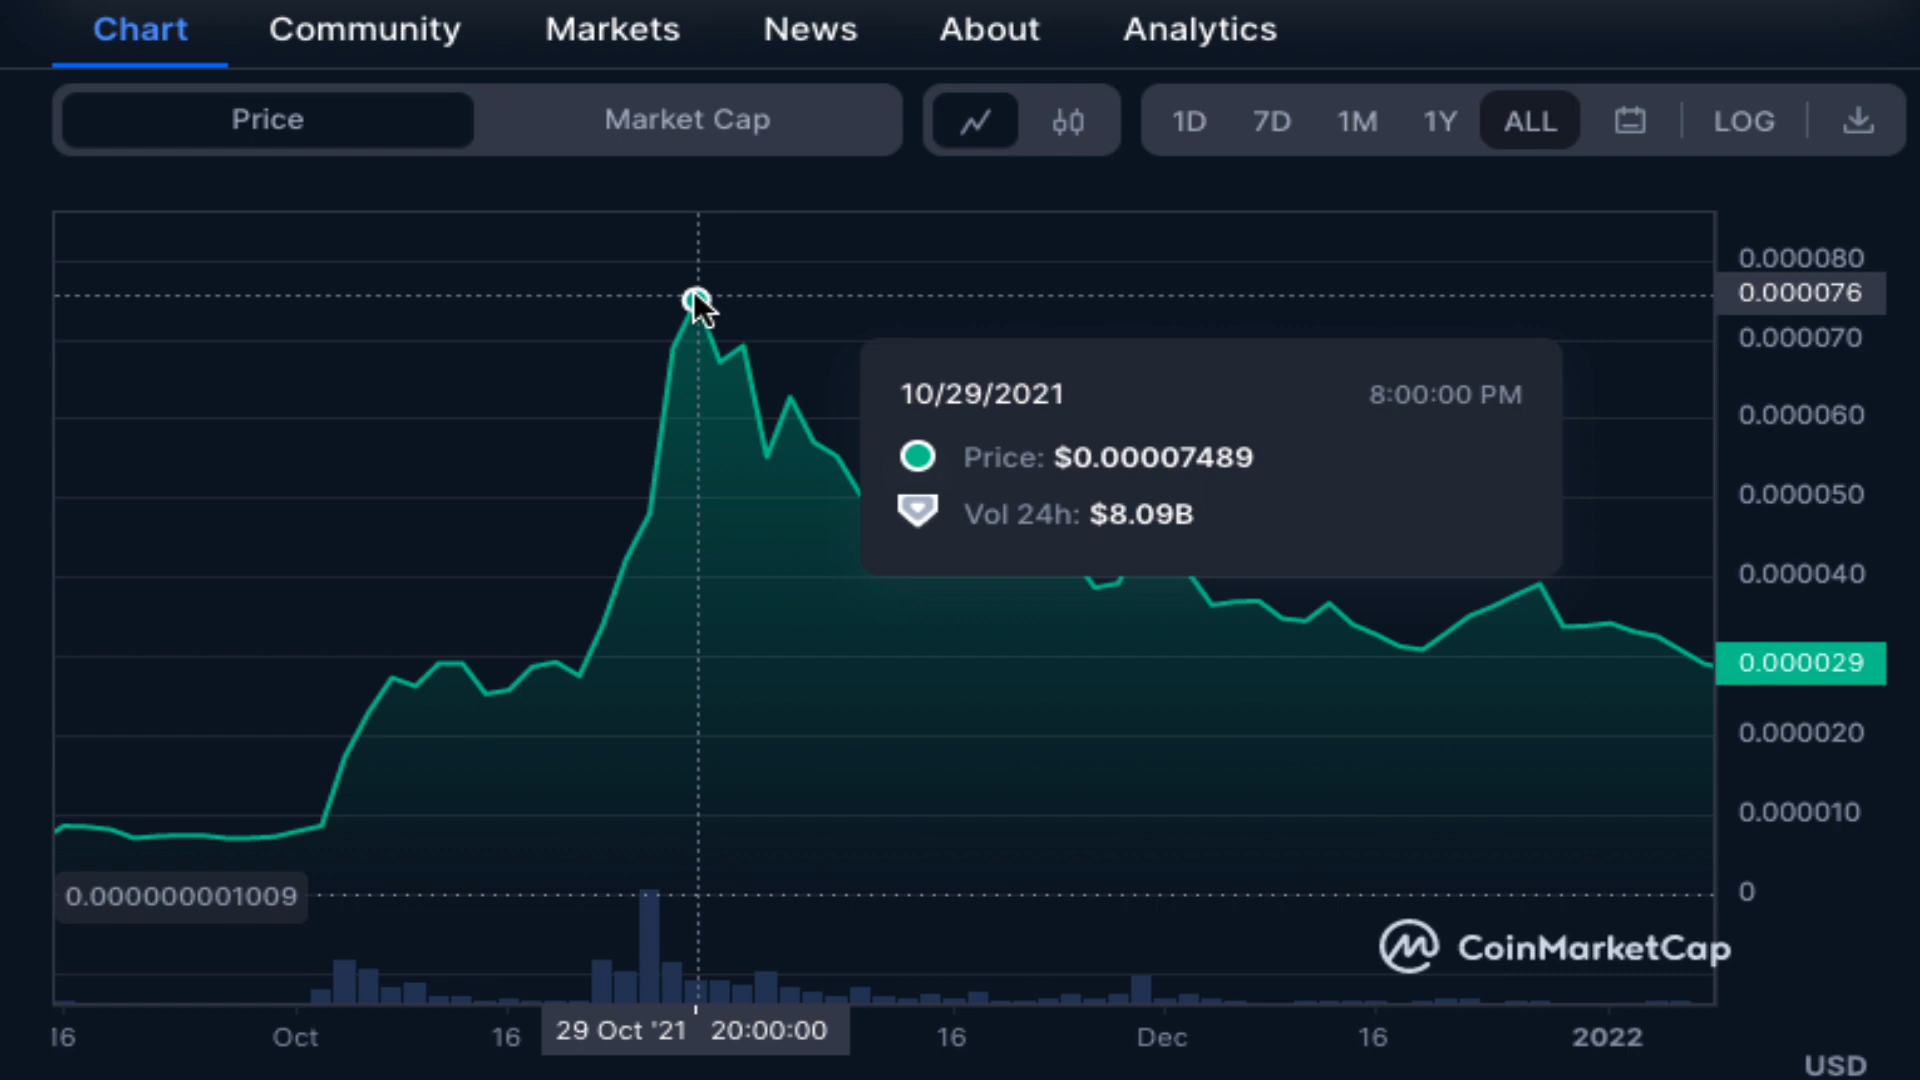 Chart Community Markets News About Analytics
Price Market Cap 1D 7D 1M 1Y ALL LOG
0.000080
0.000076
0.000070
10/29/2021 8:00:00 PM
0.000060
Price: $0.00007489
0.000050
Vol 24h: $8.09B
0.000040
0.000029
0.000020
0.000010
0.000000001009
0
CoinMarketCap
16 Oct 16 29 Oct '21 20:00:00 16 Dec 16 2022
USD